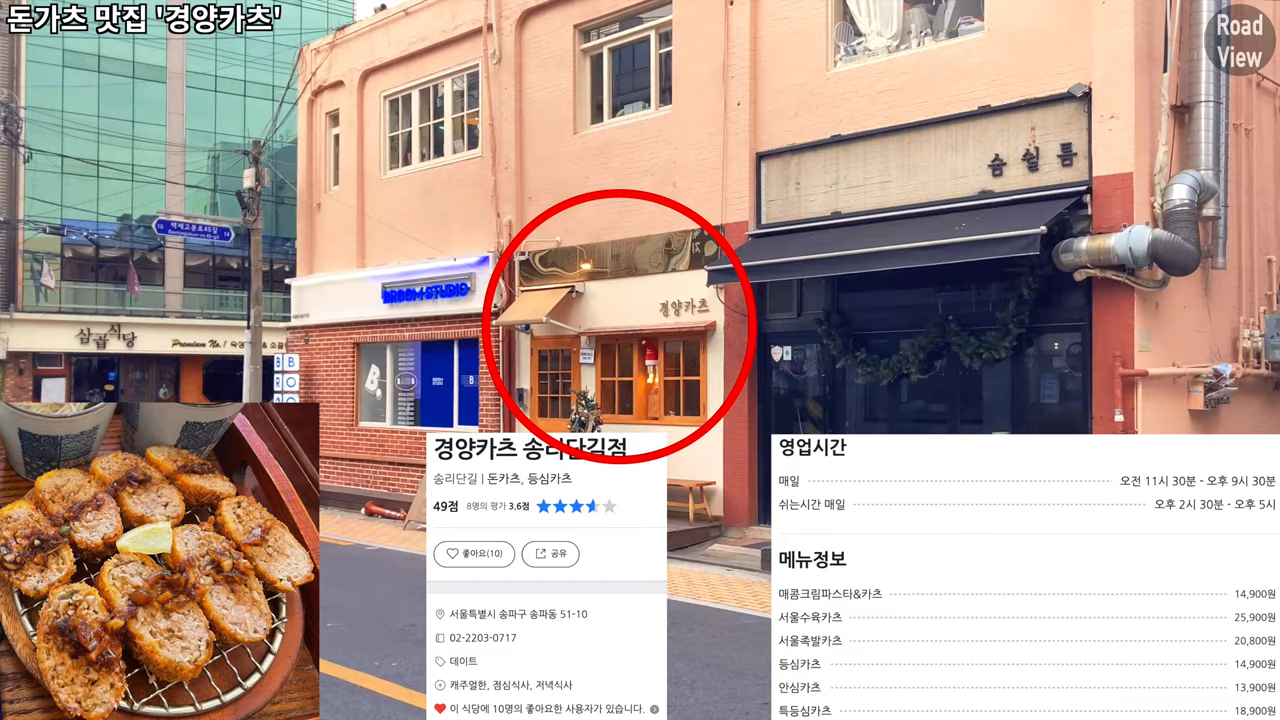 돈가츠 맛집 '경양카츠'
Road
View
숨 쉴 틈
백제고분로45길
BROOM STUDIO
경양카츠
삼곱식당
Premium No.1
B
BRO
경양카츠 송리단길점
송리단길 | 돈카츠, 등심카츠
49점 8명의 평가 3.6점
좋아요(10) 공유
서울특별시 송파구 송파동 51-10
02-2203-0717
데이트
캐주얼한, 점심식사, 저녁식사
이 식당에 10명의 좋아요한 사용자가 있습니다.
영업시간
매일 오전 11시 30분 - 오후 9시 30분
쉬는시간 매일 오후 2시 30분 - 오후 5시
메뉴정보
매콤크림파스타&카츠 14,900원
서울수육카츠 25,900원
서울족발카츠 20,800원
등심카츠 14,900원
안심카츠 13,900원
특등심카츠 18,900원